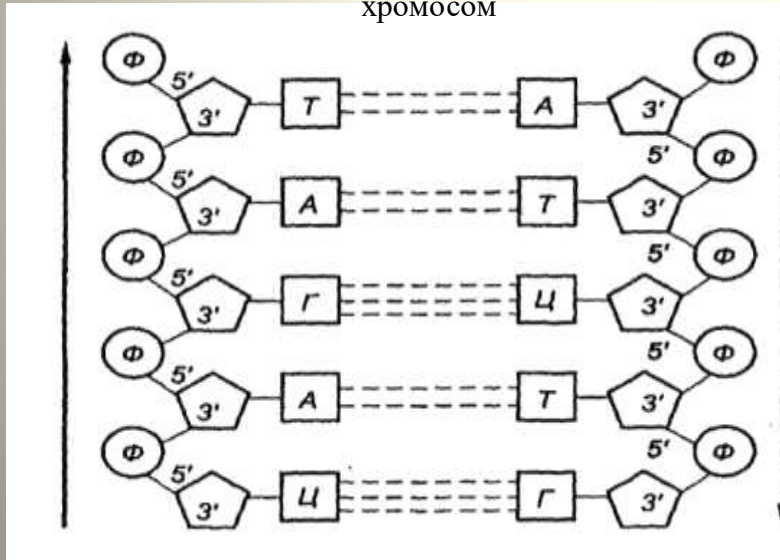 хромосом
Ф Ф
5'
3' Т А 3'
Ф 5' Ф
5'
3' А Т 3'
Ф 5' Ф
5'
3' Г Ц 3'
Ф 5' Ф
5'
3' А Т 3'
Ф 5' Ф
5'
3' Ц Г 3'